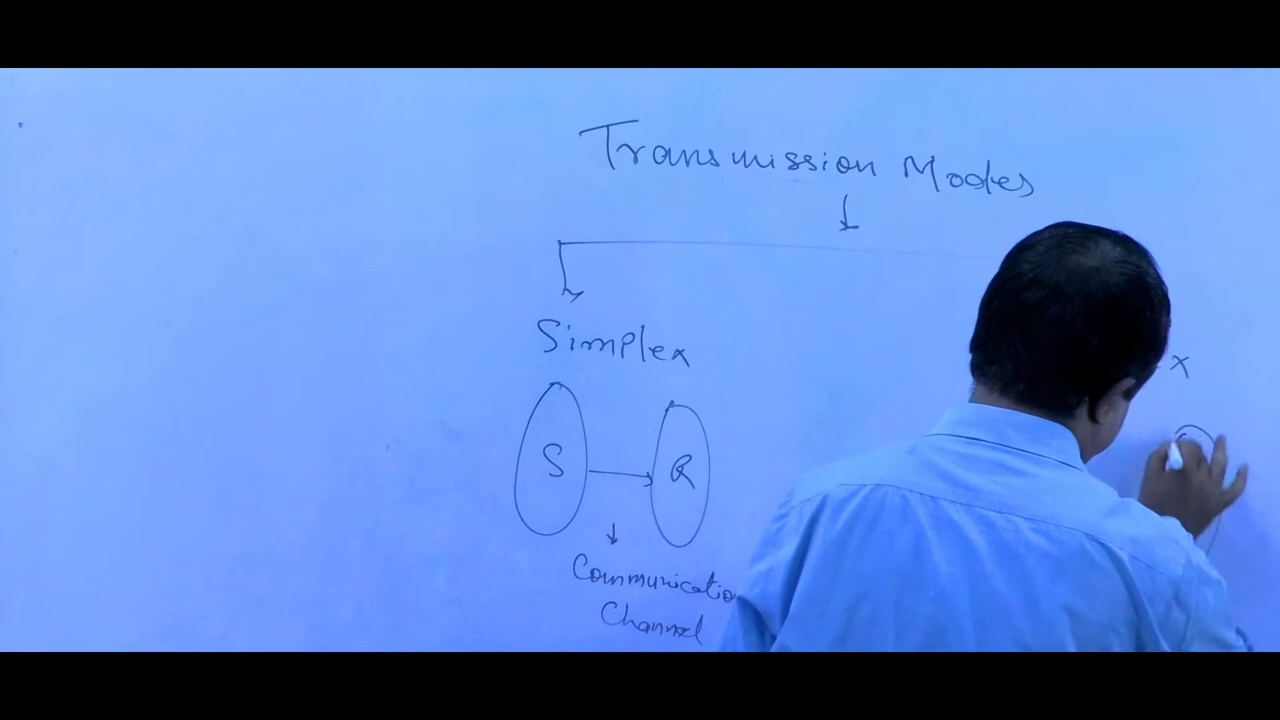 Transmission Modes
Simplex
x
S
R
Communicatio
Channel